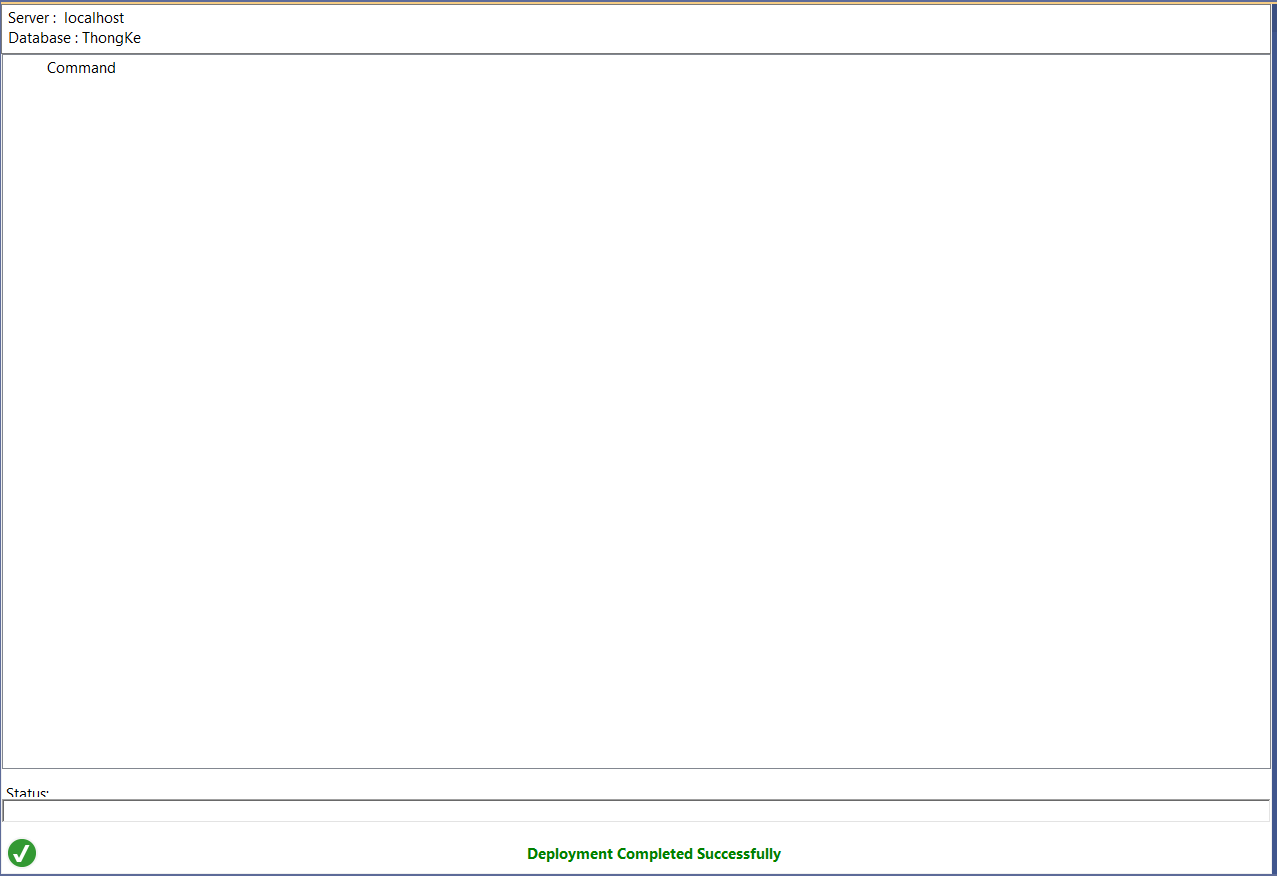 Server : localhost
Database : ThongKe
Command
Status:
Deployment Completed Successfully